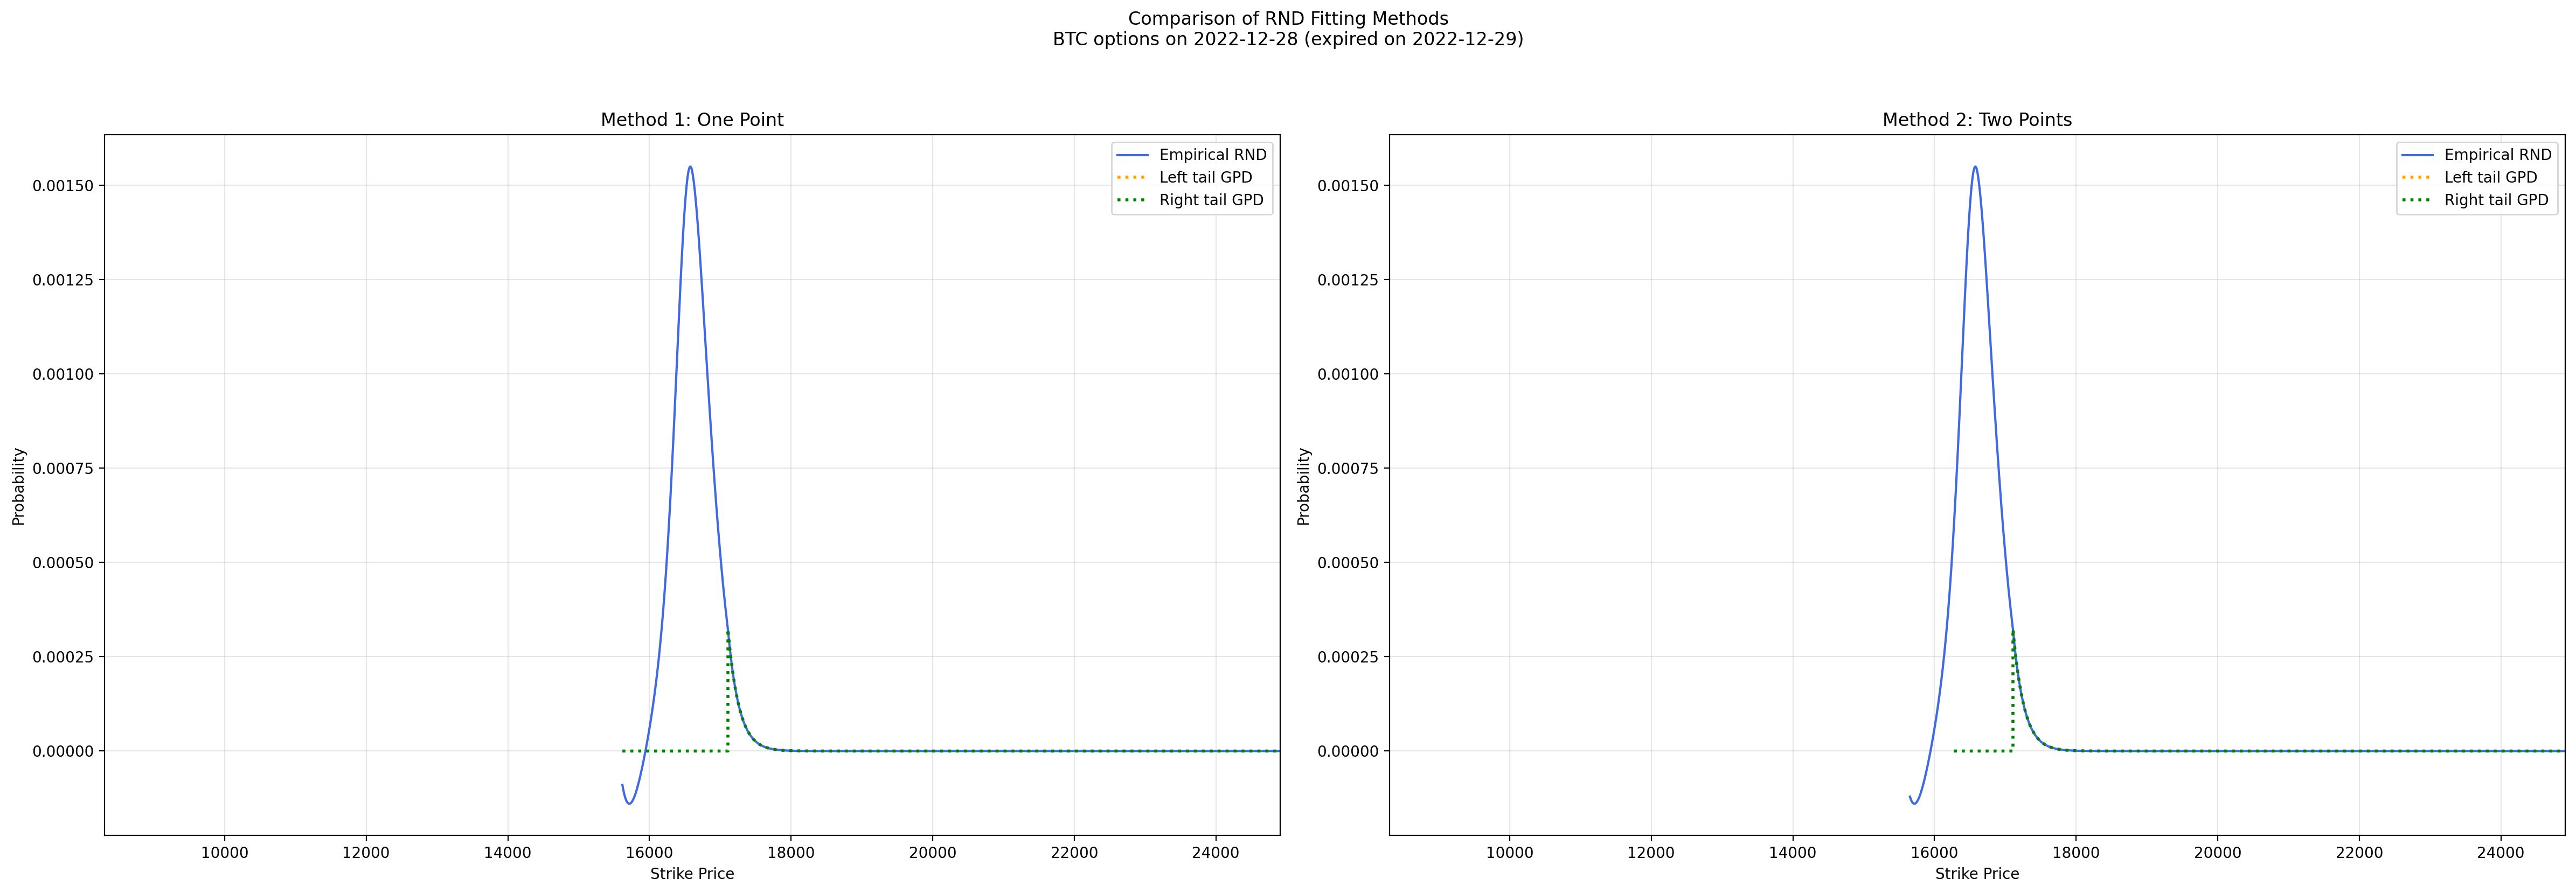 Comparison of RND Fitting Methods
BTC options on 2022-12-28 (expired on 2022-12-29)
Method 1: One Point
0.00150
0.00125
0.00100
0.00075
0.00050
0.00025
0.00000
Probability
Empirical RND
Left tail GPD
Right tail GPD
10000 12000 14000 16000 18000 20000 22000 24000
Strike Price
Method 2: Two Points
0.00150
0.00125
0.00100
0.00075
0.00050
0.00025
0.00000
Probability
Empirical RND
Left tail GPD
Right tail GPD
10000 12000 14000 16000 18000 20000 22000 24000
Strike Price